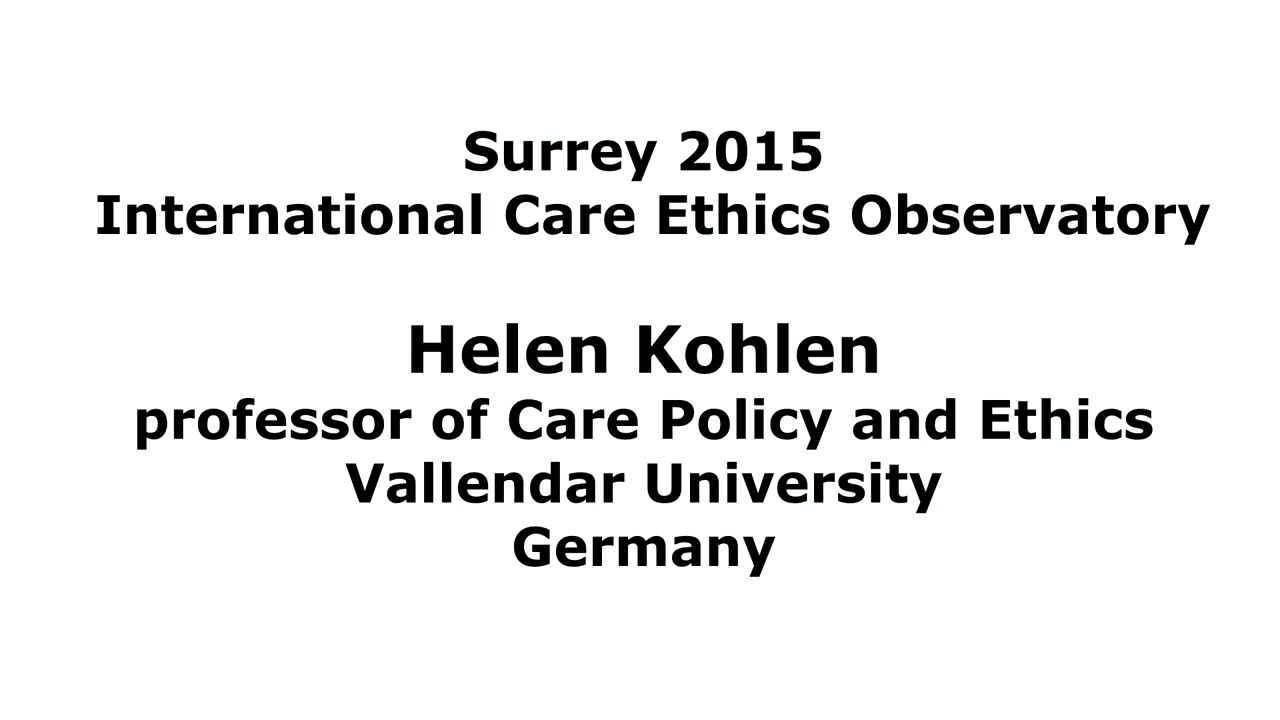 Surrey 2015
International Care Ethics Observatory
Helen Kohlen
professor of Care Policy and Ethics
Vallendar University
Germany